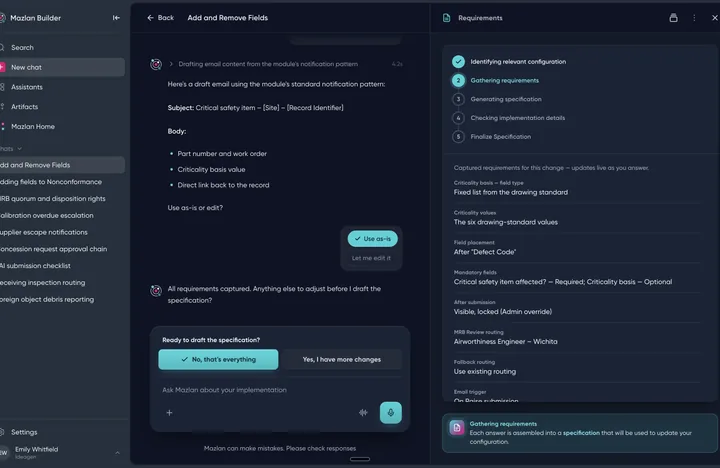 Mazlan Builder
Search
New chat
Assistants
Artifacts
Mazlan Home
hats
dd and Remove Fields
dding fields to Nonconformance
RB quorum and disposition rights
alibration overdue escalation
upplier escape notifications
oncession request approval chain
AI submission checklist
eceiving inspection routing
oreign object debris reporting
Settings
EW
Emily Whitfield
Ideagen
Back
Add and Remove Fields
Drafting email content from the module's notification pattern
4.2s
Here's a draft email using the module's standard notification pattern:
Subject: Critical safety item – [Site] – [Record Identifier]
Body:
• Part number and work order
• Criticality basis value
• Direct link back to the record
Use as-is or edit?
Use as-is
Let me edit it
All requirements captured. Anything else to adjust before I draft the
specification?
Ready to draft the specification?
No, that's everything
Yes, I have more changes
Ask Mazlan about your implementation
Mazlan can make mistakes. Please check responses
Requirements
Identifying relevant configuration
2 Gathering requirements
3 Generating specification
4 Checking implementation details
5 Finalize Specification
Captured requirements for this change — updates live as you answer.
Criticality basis — field type
Fixed list from the drawing standard
Criticality values
The six drawing-standard values
Field placement
After "Defect Code"
Mandatory fields
Critical safety item affected? — Required; Criticality basis — Optional
After submission
Visible, locked (Admin override)
MRB Review routing
Airworthiness Engineer – Wichita
Fallback routing
Use existing routing
Email trigger
On Raise submission
Gathering requirements
Each answer is assembled into a specification that will be used to update your
configuration.